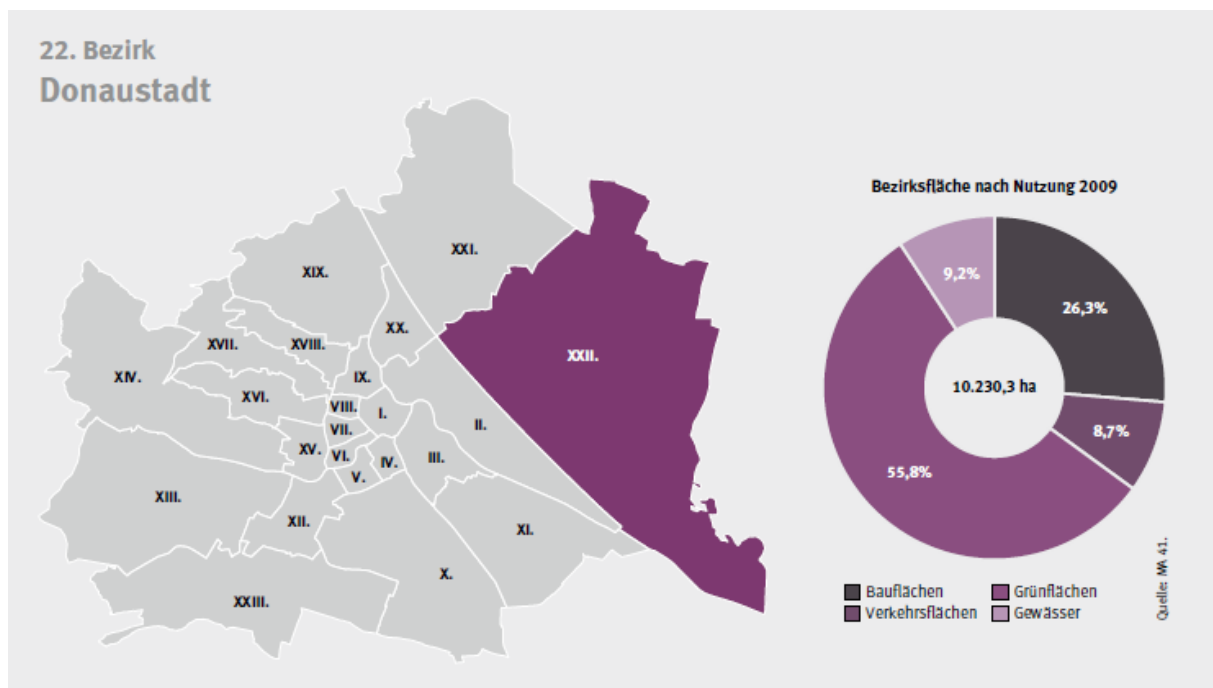 22. Bezirk
Donaustadt
XXI.
XIX.
XX.
XXII.
XVII.
XVIII.
XIV.
IX.
XVI.
VIII.
I.
II.
VII.
XV.
VI.
IV.
III.
V.
XIII.
XII.
XI.
X.
XXIII.
Bezirksfläche nach Nutzung 2009
9,2%
26,3%
10.230,3 ha
8,7%
55,8%
Bauflächen
Grünflächen
Verkehrsflächen
Gewässer
Quelle: MA 41.